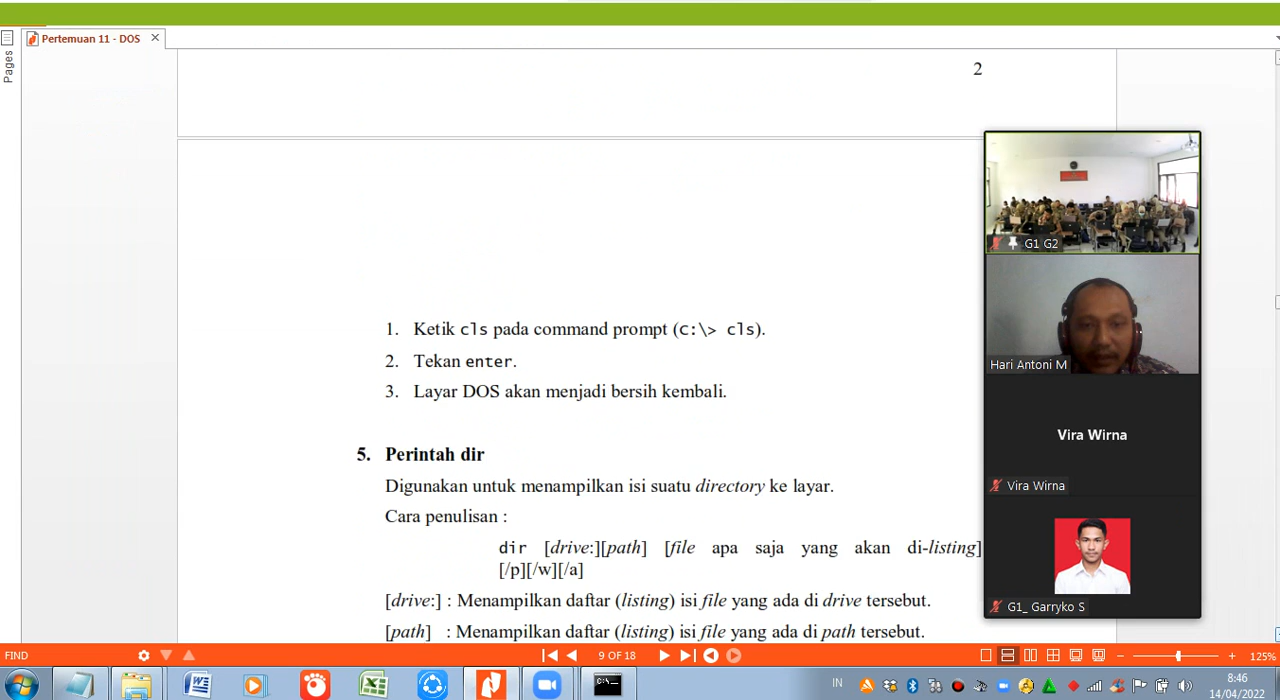 Pertemuan 11 - DOS
Pages
2
G1 G2
Hari Antoni M
Vira Wirna
Vira Wirna
G1_ Garryko S
1. Ketik cls pada command prompt (c:\> cls).
2. Tekan enter.
3. Layar DOS akan menjadi bersih kembali.
5. Perintah dir
Digunakan untuk menampilkan isi suatu directory ke layar.
Cara penulisan :
dir [drive:][path] [file apa saja yang akan di-listing]
[/p][/w][/a]
[drive:] : Menampilkan daftar (listing) isi file yang ada di drive tersebut.
[path] : Menampilkan daftar (listing) isi file yang ada di path tersebut.
FIND
9 OF 18
125%
IN
8:46
14/04/2022